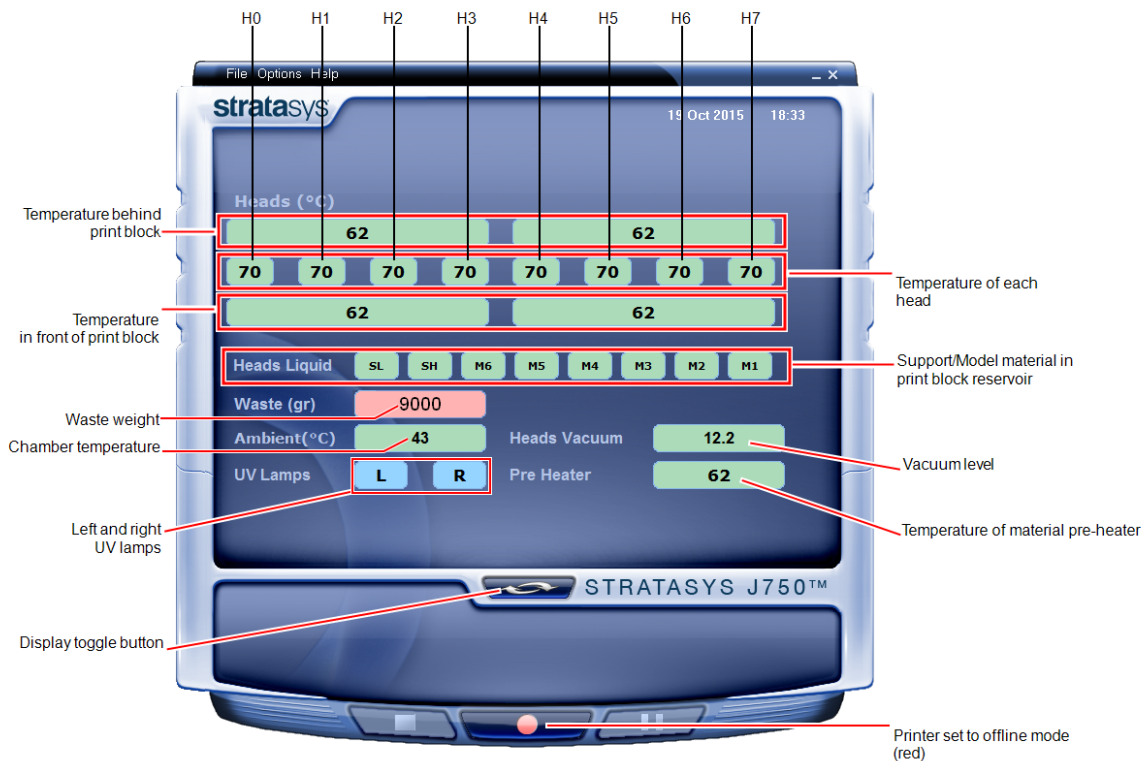 H0 H1 H2 H3 H4 H5 H6 H7
File Options Help
stratasys
19 Oct 2015 18:33
Heads (°C)
Temperature behind
print block
62 62
70 70 70 70 70 70 70 70
Temperature of each
head
62 62
Temperature
in front of print block
Heads Liquid SL SH M6 M5 M4 M3 M2 M1
Support/Model material in
print block reservoir
Waste (gr) 9000
Waste weight
Ambient(°C) 43 Heads Vacuum 12.2
Chamber temperature
Vacuum level
UV Lamps L R Pre Heater 62
Left and right
UV lamps
Temperature of material pre-heater
STRATASYS J750™
Display toggle button
Printer set to offline mode
(red)